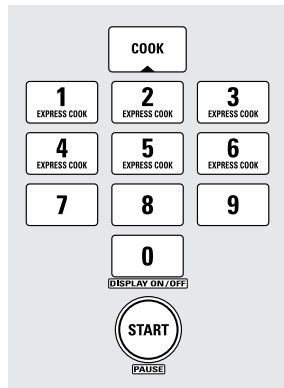 COOK
1 2 3
EXPRESS COOK EXPRESS COOK EXPRESS COOK
4 5 6
EXPRESS COOK EXPRESS COOK EXPRESS COOK
7 8 9
0
DISPLAY ON/OFF
START
PAUSE